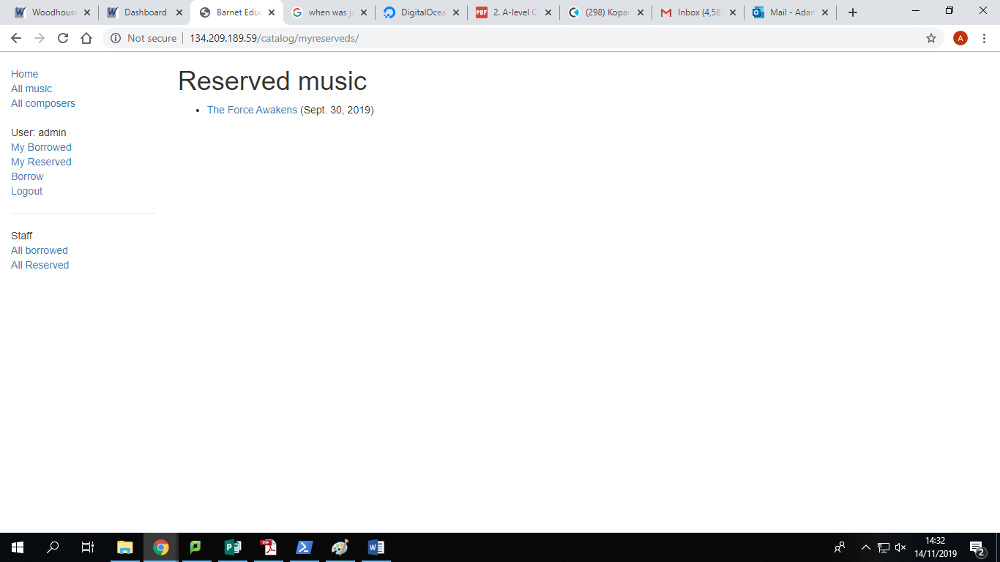 Woodhouse
Dashboard
Barnet Educ
when was jo
DigitalOcea
2. A-level C
(298) Kopar
Inbox (4,583
Mail - Adan
Not secure
134.209.189.59/catalog/myreserveds/
A
Home
All music
All composers
User: admin
My Borrowed
My Reserved
Borrow
Logout
Staff
All borrowed
All Reserved
Reserved music
The Force Awakens (Sept. 30, 2019)
14:32
14/11/2019
2